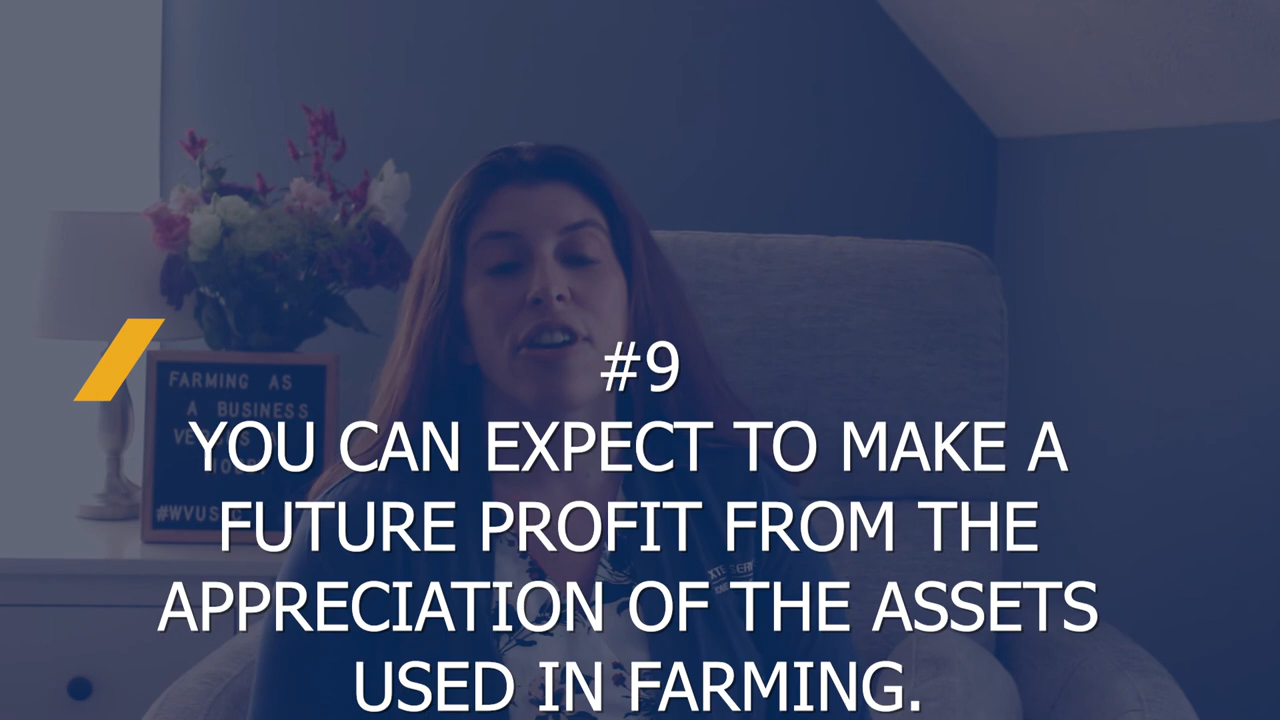 #9
YOU CAN EXPECT TO MAKE A
FUTURE PROFIT FROM THE
APPRECIATION OF THE ASSETS
USED IN FARMING.
FARMING AS
A BUSINESS